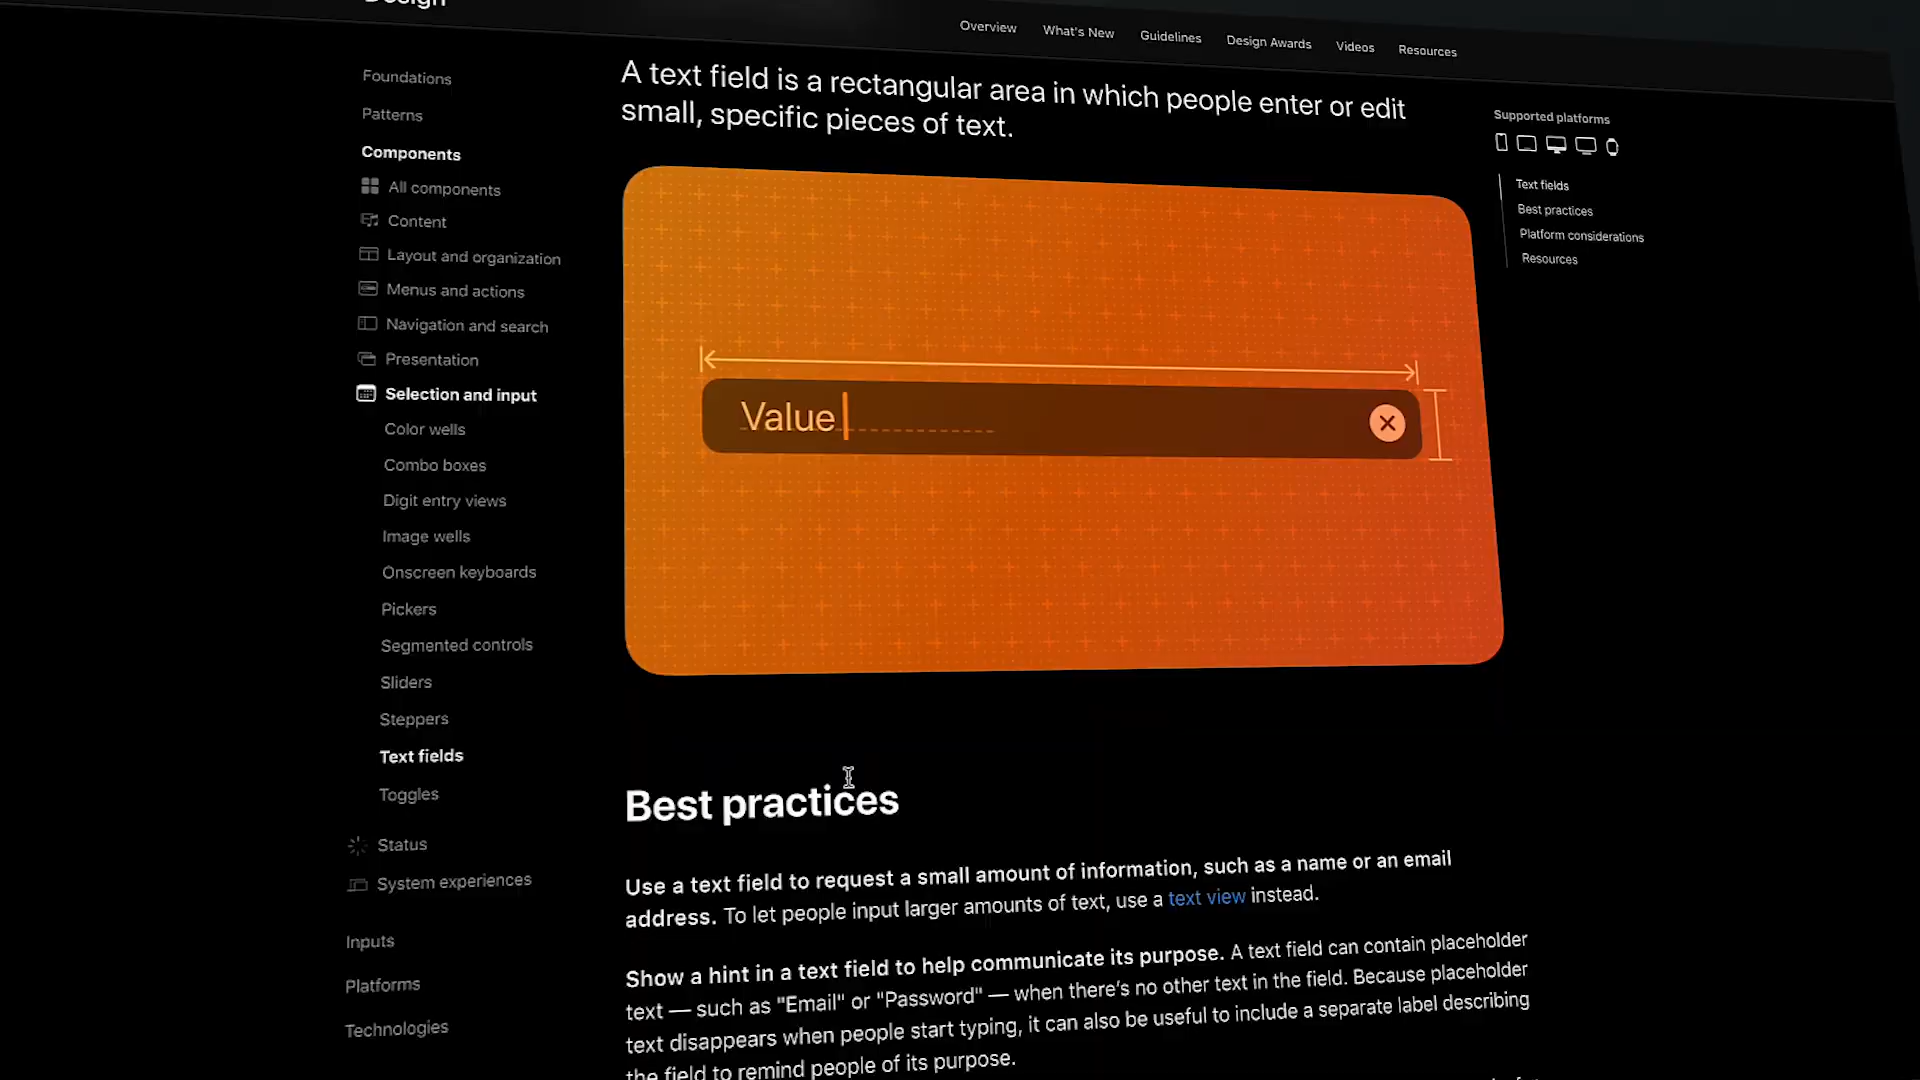 Design
Overview
What's New
Guidelines
Design Awards
Videos
Resources
Foundations
Patterns
Components
All components
Content
Layout and organization
Menus and actions
Navigation and search
Presentation
Selection and input
Color wells
Combo boxes
Digit entry views
Image wells
Onscreen keyboards
Pickers
Segmented controls
Sliders
Steppers
Text fields
Toggles
Status
System experiences
Inputs
Platforms
Technologies
A text field is a rectangular area in which people enter or edit
small, specific pieces of text.
Value
Best practices
Use a text field to request a small amount of information, such as a name or an email
address. To let people input larger amounts of text, use a text view instead.
Show a hint in a text field to help communicate its purpose. A text field can contain placeholder
text — such as "Email" or "Password" — when there's no other text in the field. Because placeholder
text disappears when people start typing, it can also be useful to include a separate label describing
the field to remind people of its purpose.
Supported platforms
Text fields
Best practices
Platform considerations
Resources